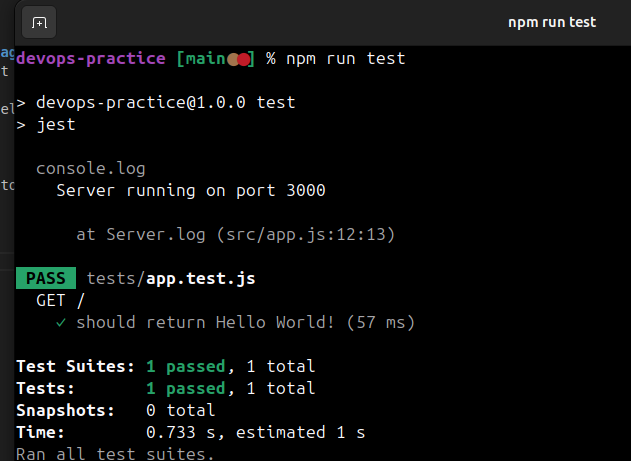 npm run test
devops-practice [main] % npm run test
> devops-practice@1.0.0 test
> jest
console.log
Server running on port 3000
at Server.log (src/app.js:12:13)
PASS tests/app.test.js
GET /
✓ should return Hello World! (57 ms)
Test Suites: 1 passed, 1 total
Tests: 1 passed, 1 total
Snapshots: 0 total
Time: 0.733 s, estimated 1 s
Ran all test suites.